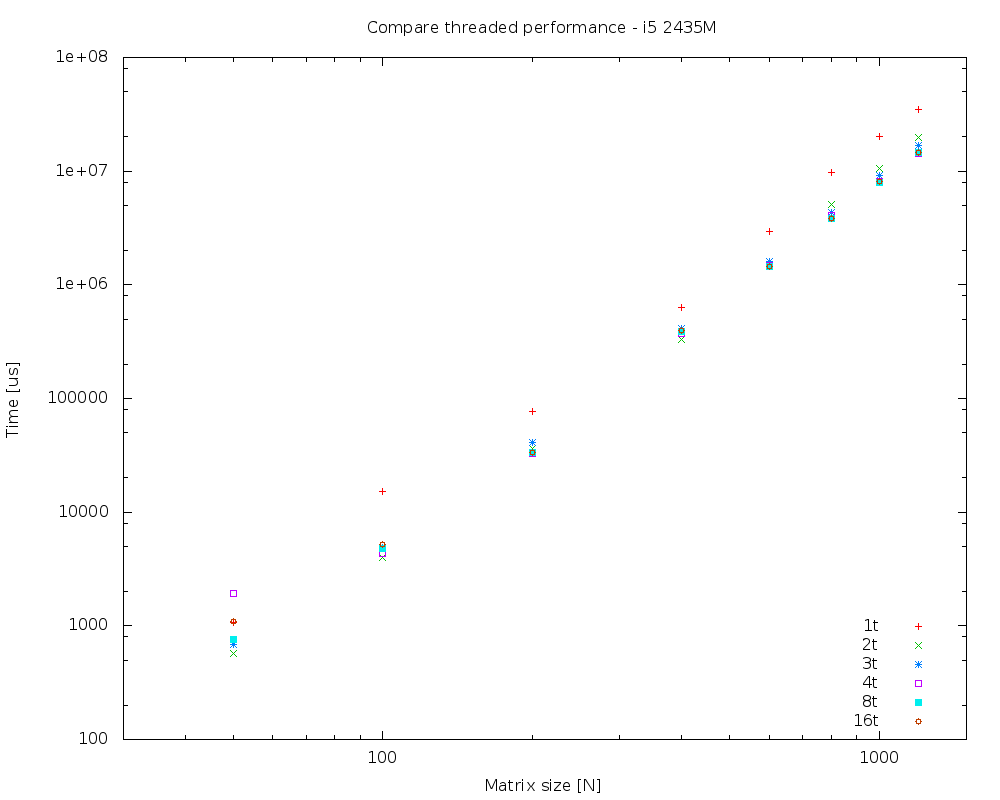 Compare threaded performance - i5 2435M
1e+08
1e+07
1e+06
100000
10000
1000
100
Time [us]
100
1000
Matrix size [N]
1t
2t
3t
4t
8t
16t